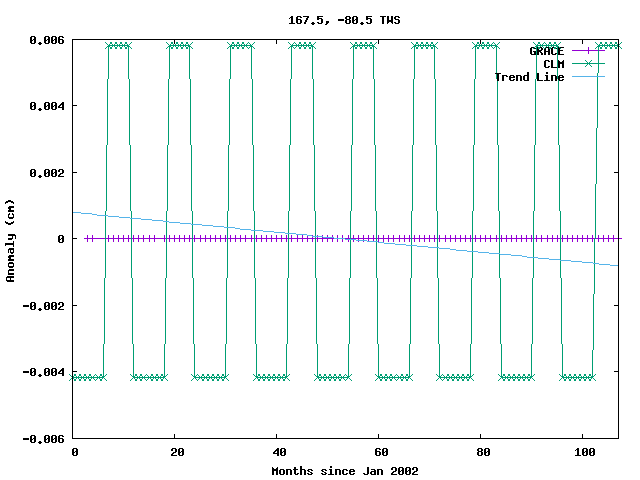 167.5, -80.5 TWS
GRACE
CLM
Trend Line
0.006
0.004
0.002
0
-0.002
-0.004
-0.006
Anomaly (cm)
0 20 40 60 80 100
Months since Jan 2002